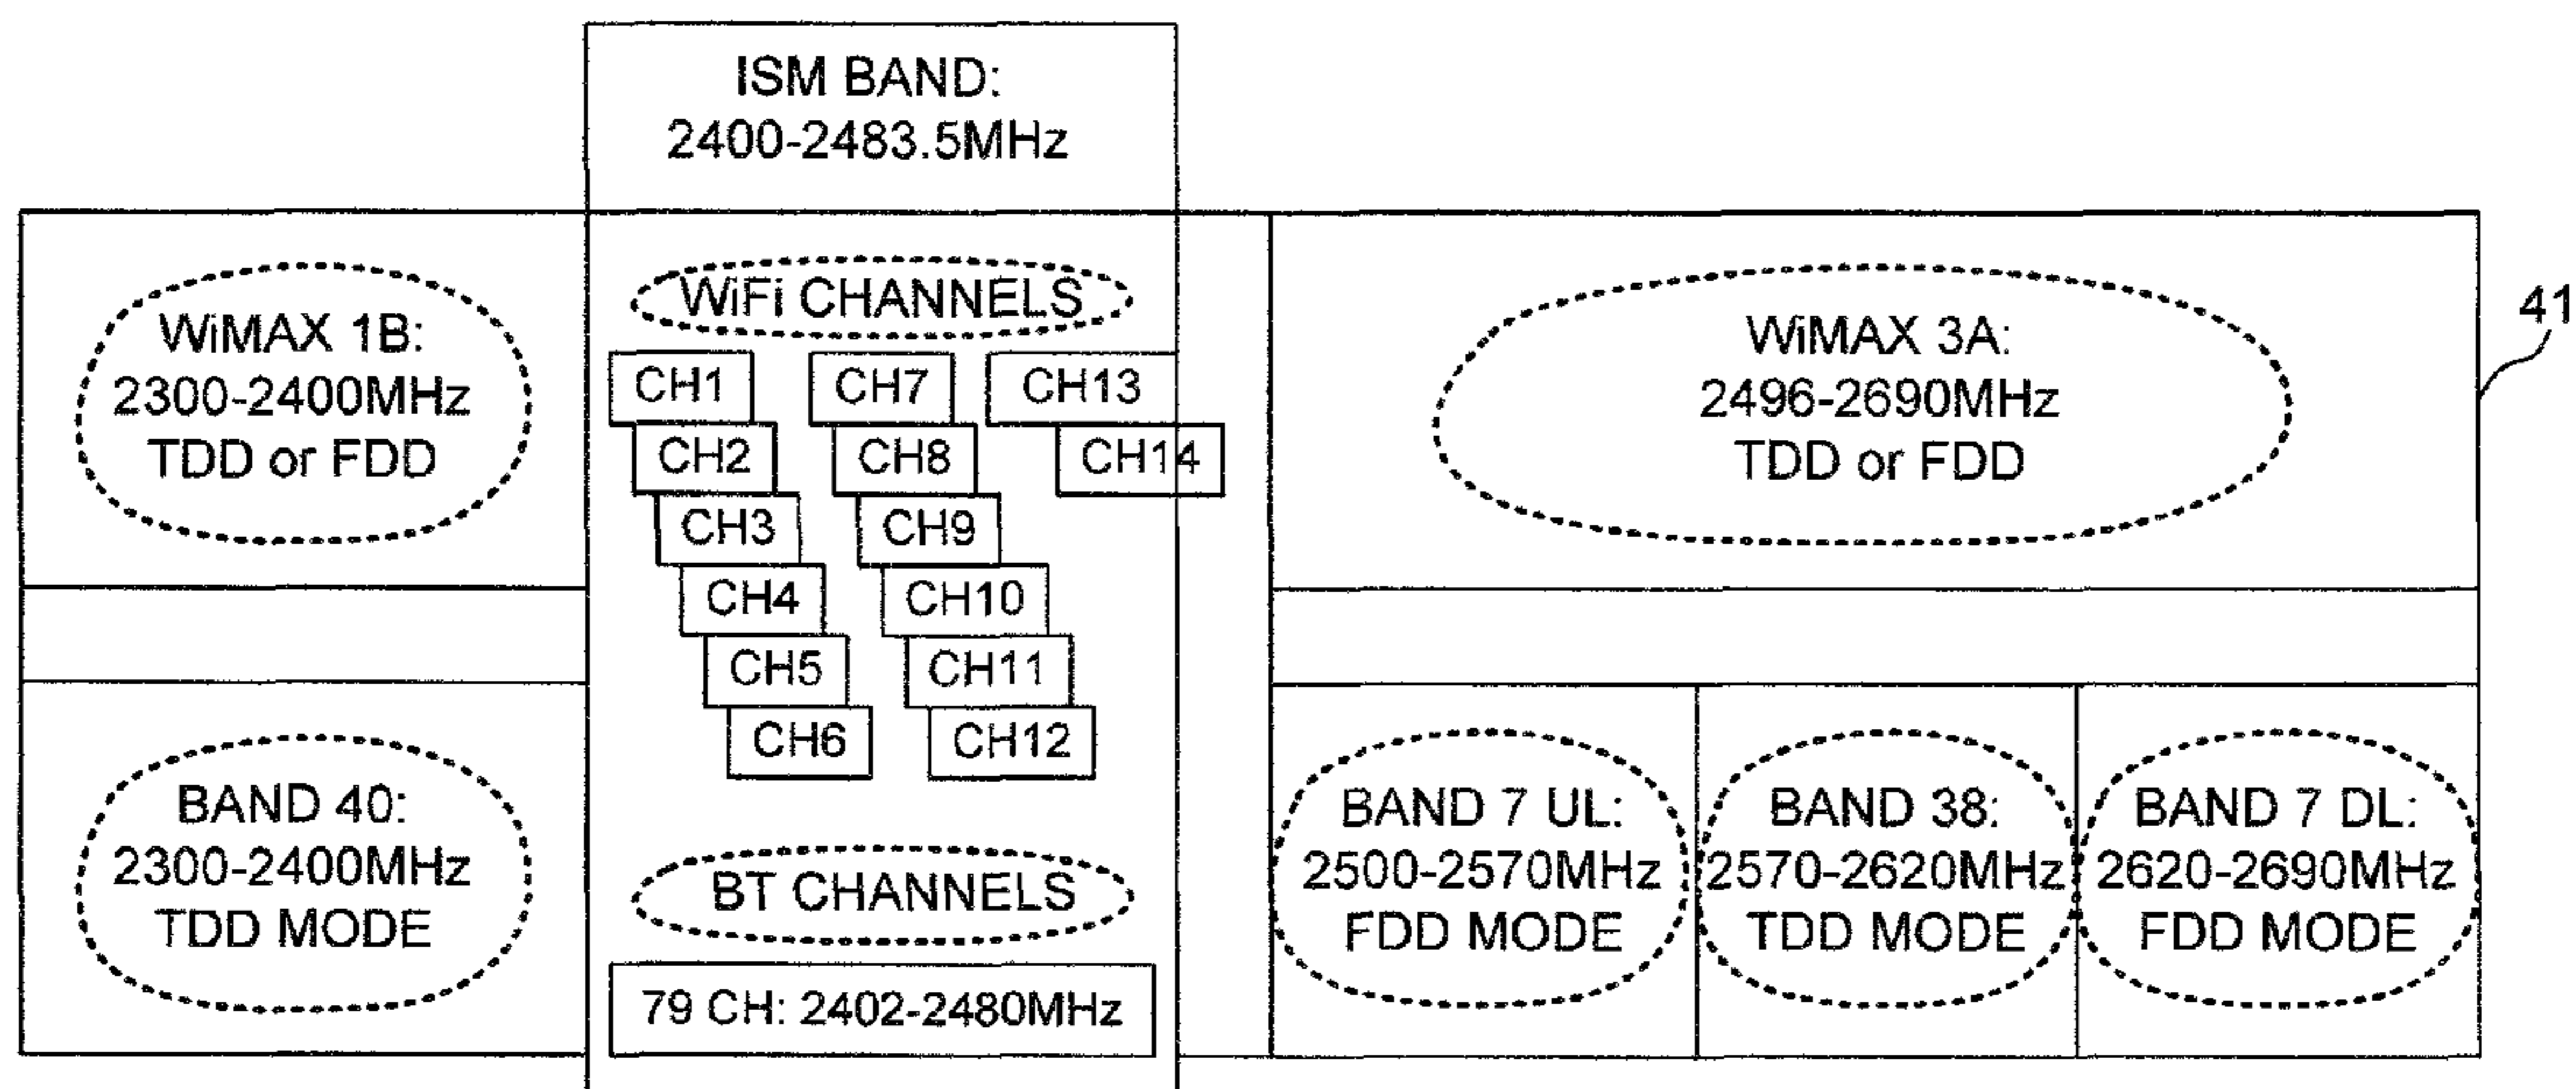 ISM BAND:
2400-2483.5MHz
WiMAX 1B:
2300-2400MHz
TDD or FDD
WiFi CHANNELS
CH1
CH2
CH3
CH4
CH5
CH6
CH7
CH8
CH9
CH10
CH11
CH12
CH13
CH14
WiMAX 3A:
2496-2690MHz
TDD or FDD
41
BAND 40:
2300-2400MHz
TDD MODE
BT CHANNELS
79 CH: 2402-2480MHz
BAND 7 UL:
2500-2570MHz
FDD MODE
BAND 38:
2570-2620MHz
TDD MODE
BAND 7 DL:
2620-2690MHz
FDD MODE